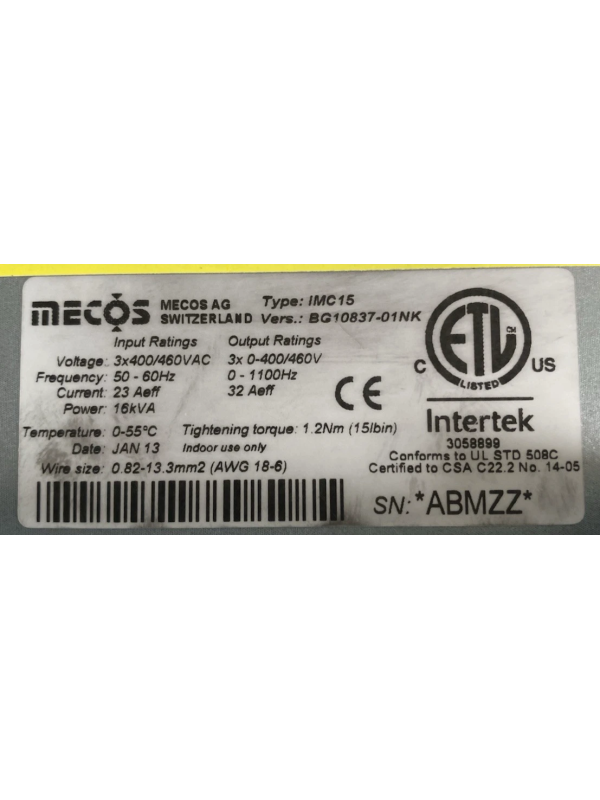 mecos MECOS AG Type: IMC15
SWITZERLAND Vers.: BG10837-01NK
Input Ratings Output Ratings
Voltage: 3x400/460VAC 3x 0-400/460V
Frequency: 50 - 60Hz 0 - 1100Hz
Current: 23 Aeff 32 Aeff
Power: 16kVA
CE
C ETL CM US
LISTED
Intertek
3058899
Conforms to UL STD 508C
Certified to CSA C22.2 No. 14-05
Temperature: 0-55°C Tightening torque: 1.2Nm (15lbin)
Date: JAN 13 Indoor use only
Wire size: 0.82-13.3mm2 (AWG 18-6)
SN: *ABMZZ*